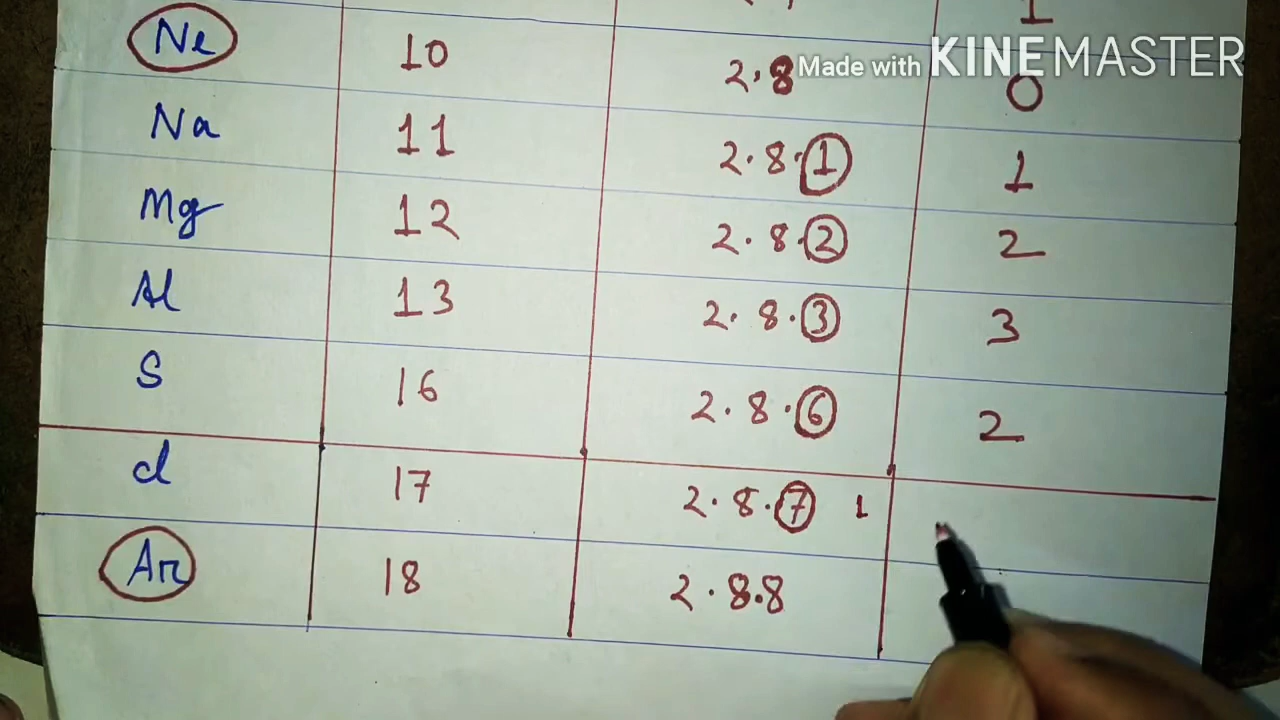 1
Ne 10 2.8 0
Made with KINEMASTER
Na 11 2.8.1 1
Mg 12 2.8.2 2
Al 13 2.8.3 3
S 16 2.8.6 2
Cl 17 2.8.7 1
Ar 18 2.8.8